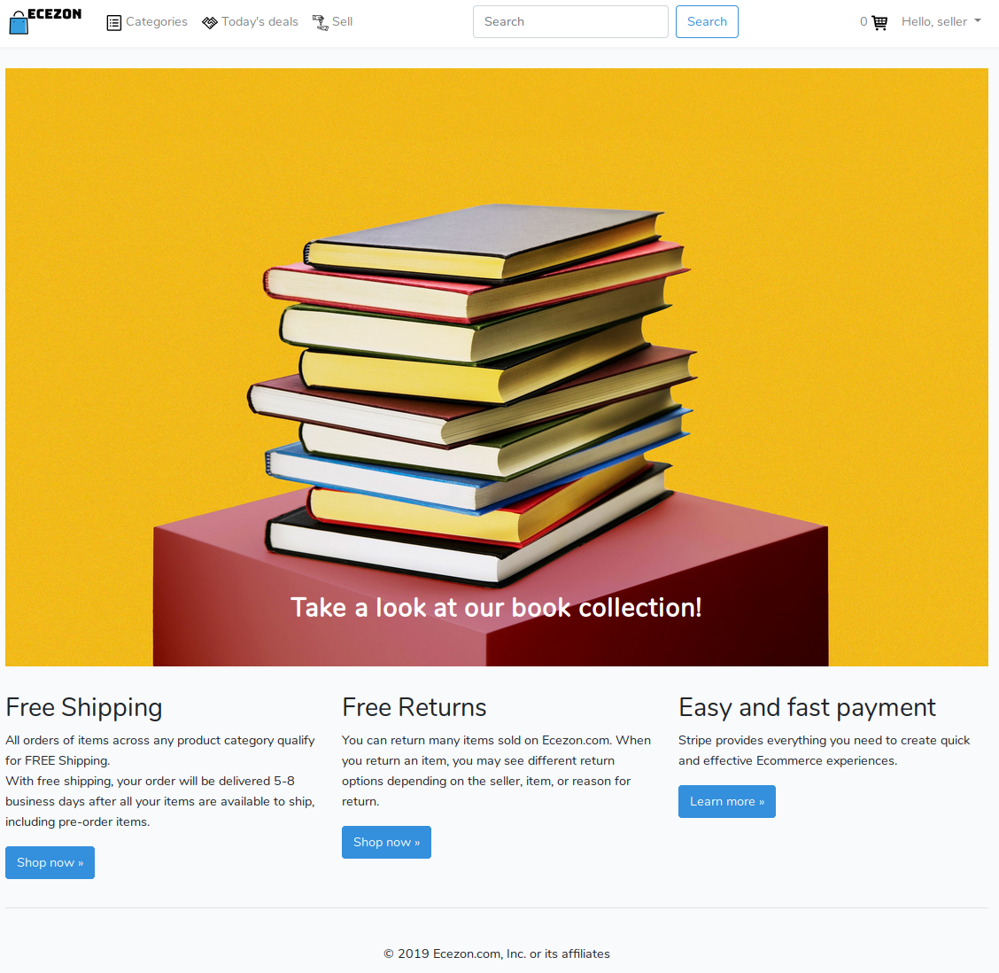 ECEZON
Categories
Today's deals
Sell
Search
Search
0
Hello, seller
Take a look at our book collection!
Free Shipping
All orders of items across any product category qualify
for FREE Shipping.
With free shipping, your order will be delivered 5-8
business days after all your items are available to ship,
including pre-order items.
Shop now »
Free Returns
You can return many items sold on Ecezon.com. When
you return an item, you may see different return
options depending on the seller, item, or reason for
return.
Shop now »
Easy and fast payment
Stripe provides everything you need to create quick
and effective Ecommerce experiences.
Learn more »
© 2019 Ecezon.com, Inc. or its affiliates